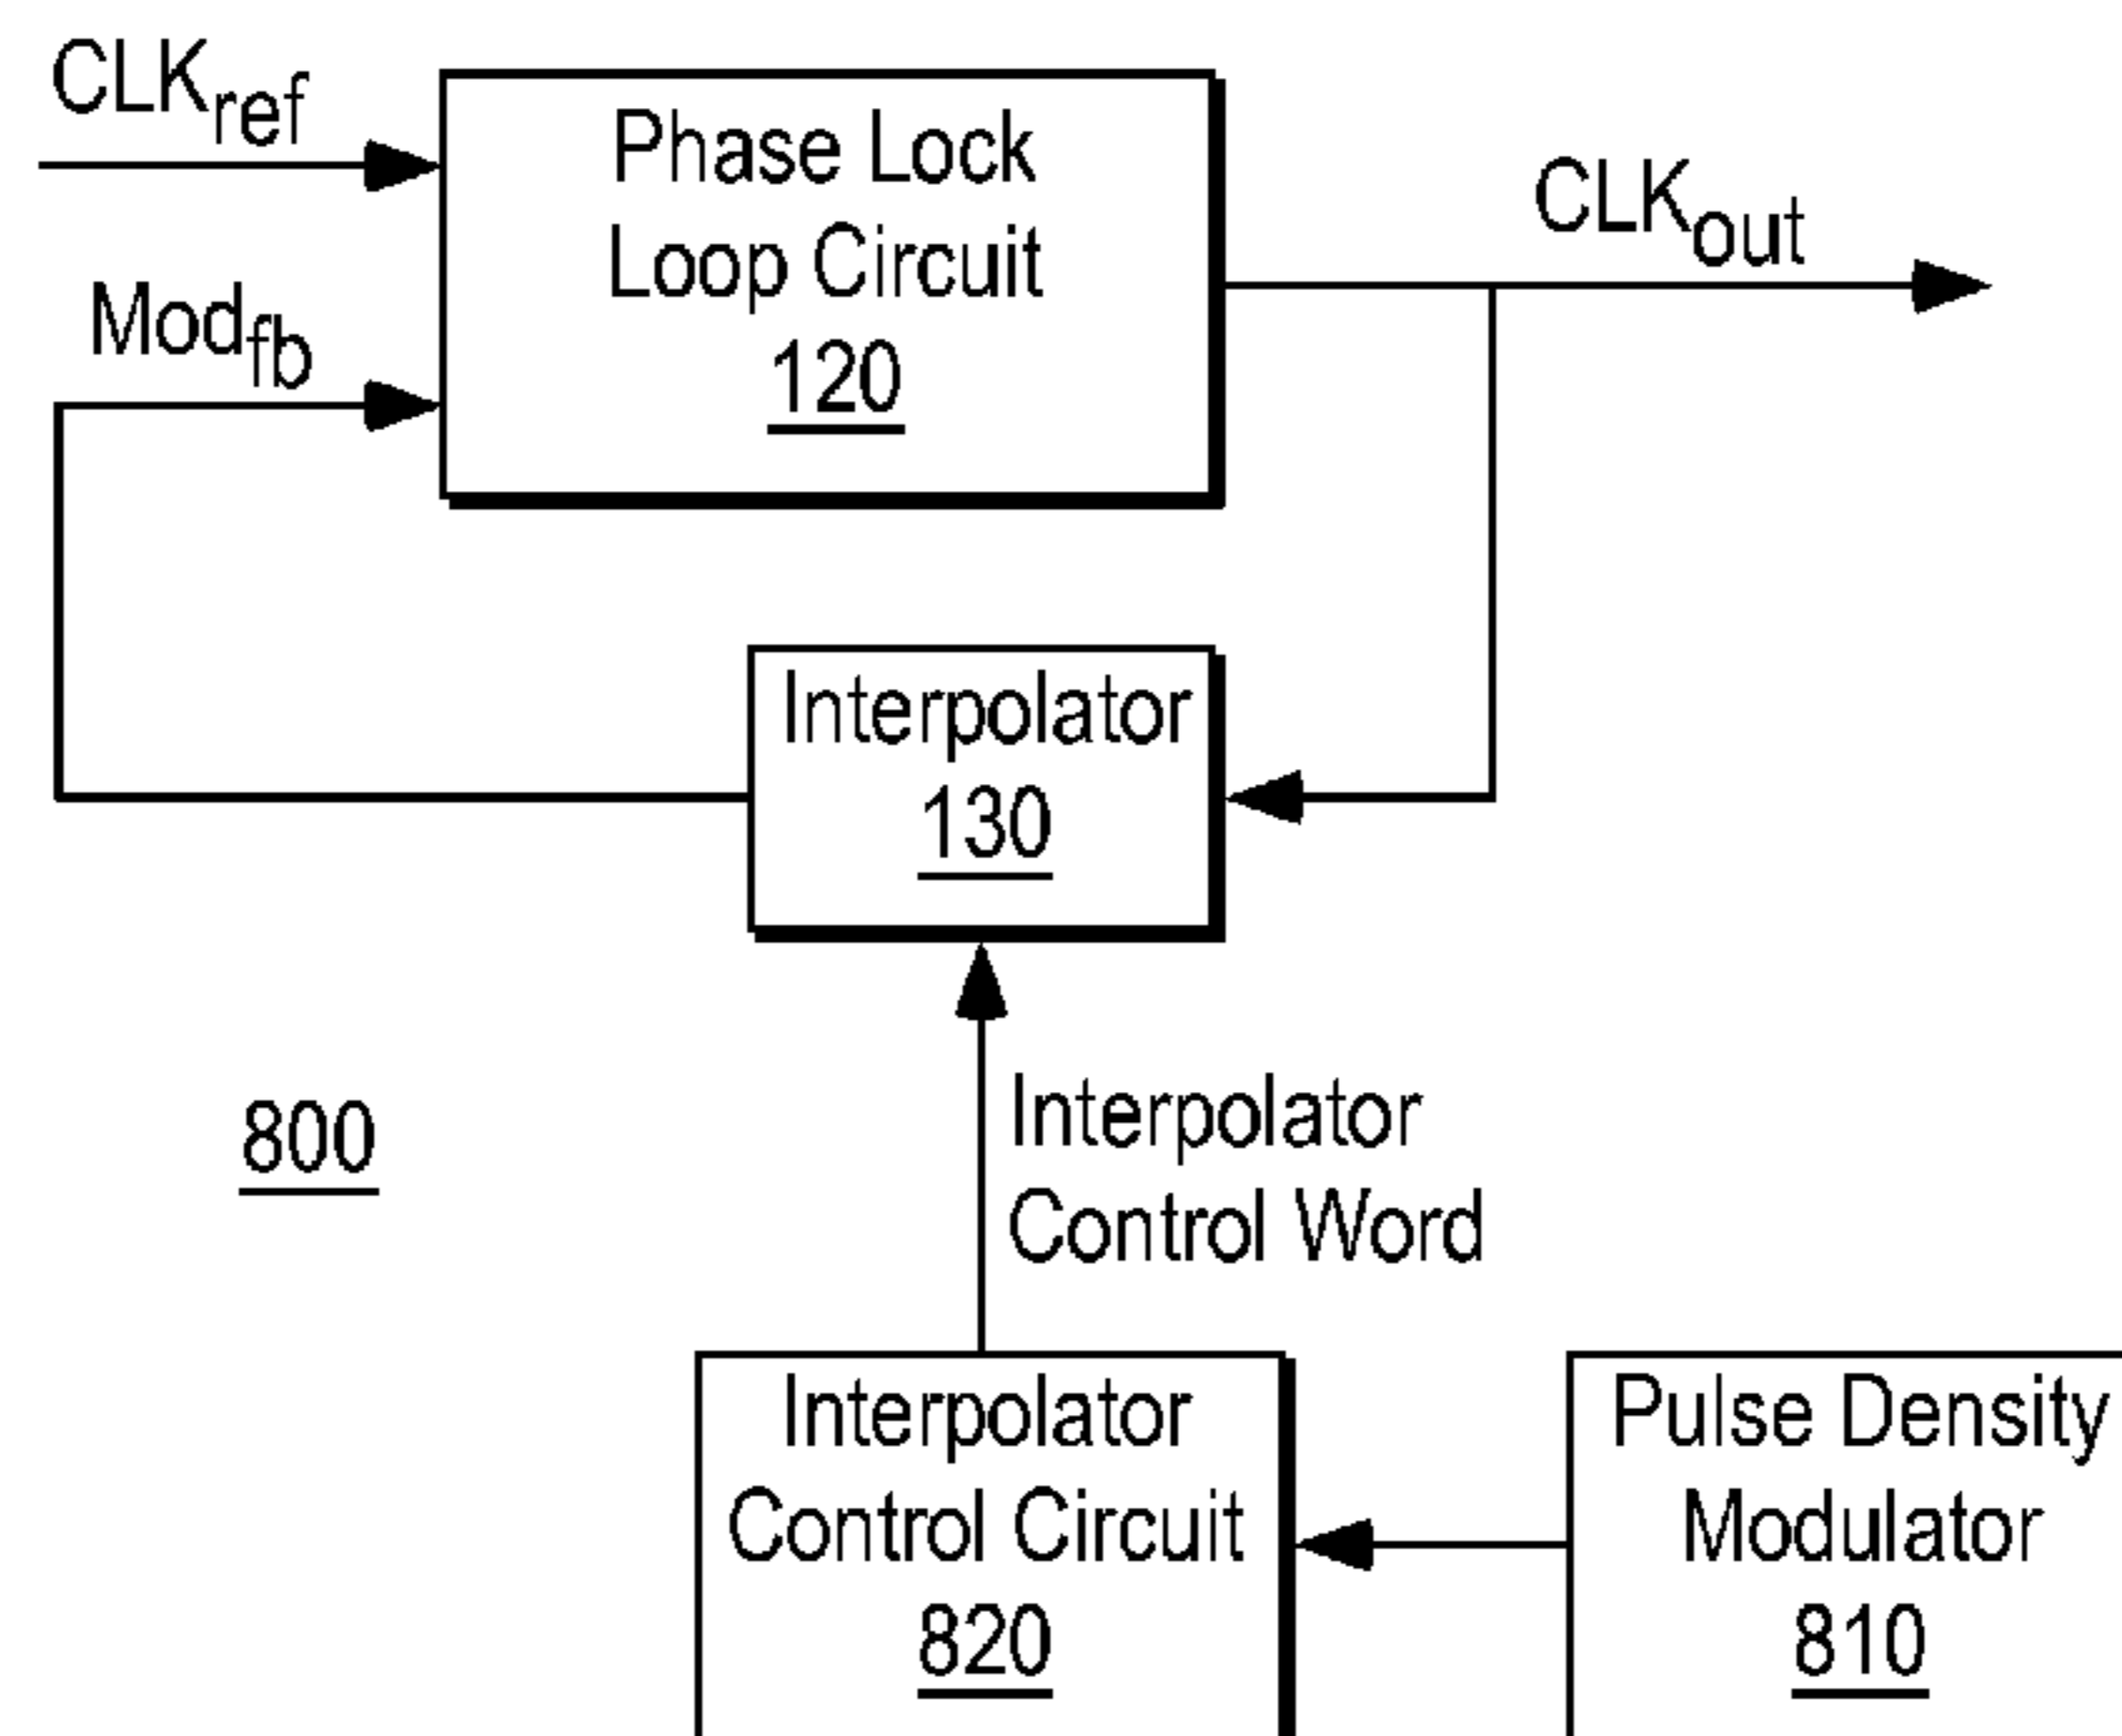 CLKref
Phase Lock
Loop Circuit
120
CLKout
Modfb
Interpolator
130
800
Interpolator
Control Word
Interpolator
Control Circuit
820
Pulse Density
Modulator
810